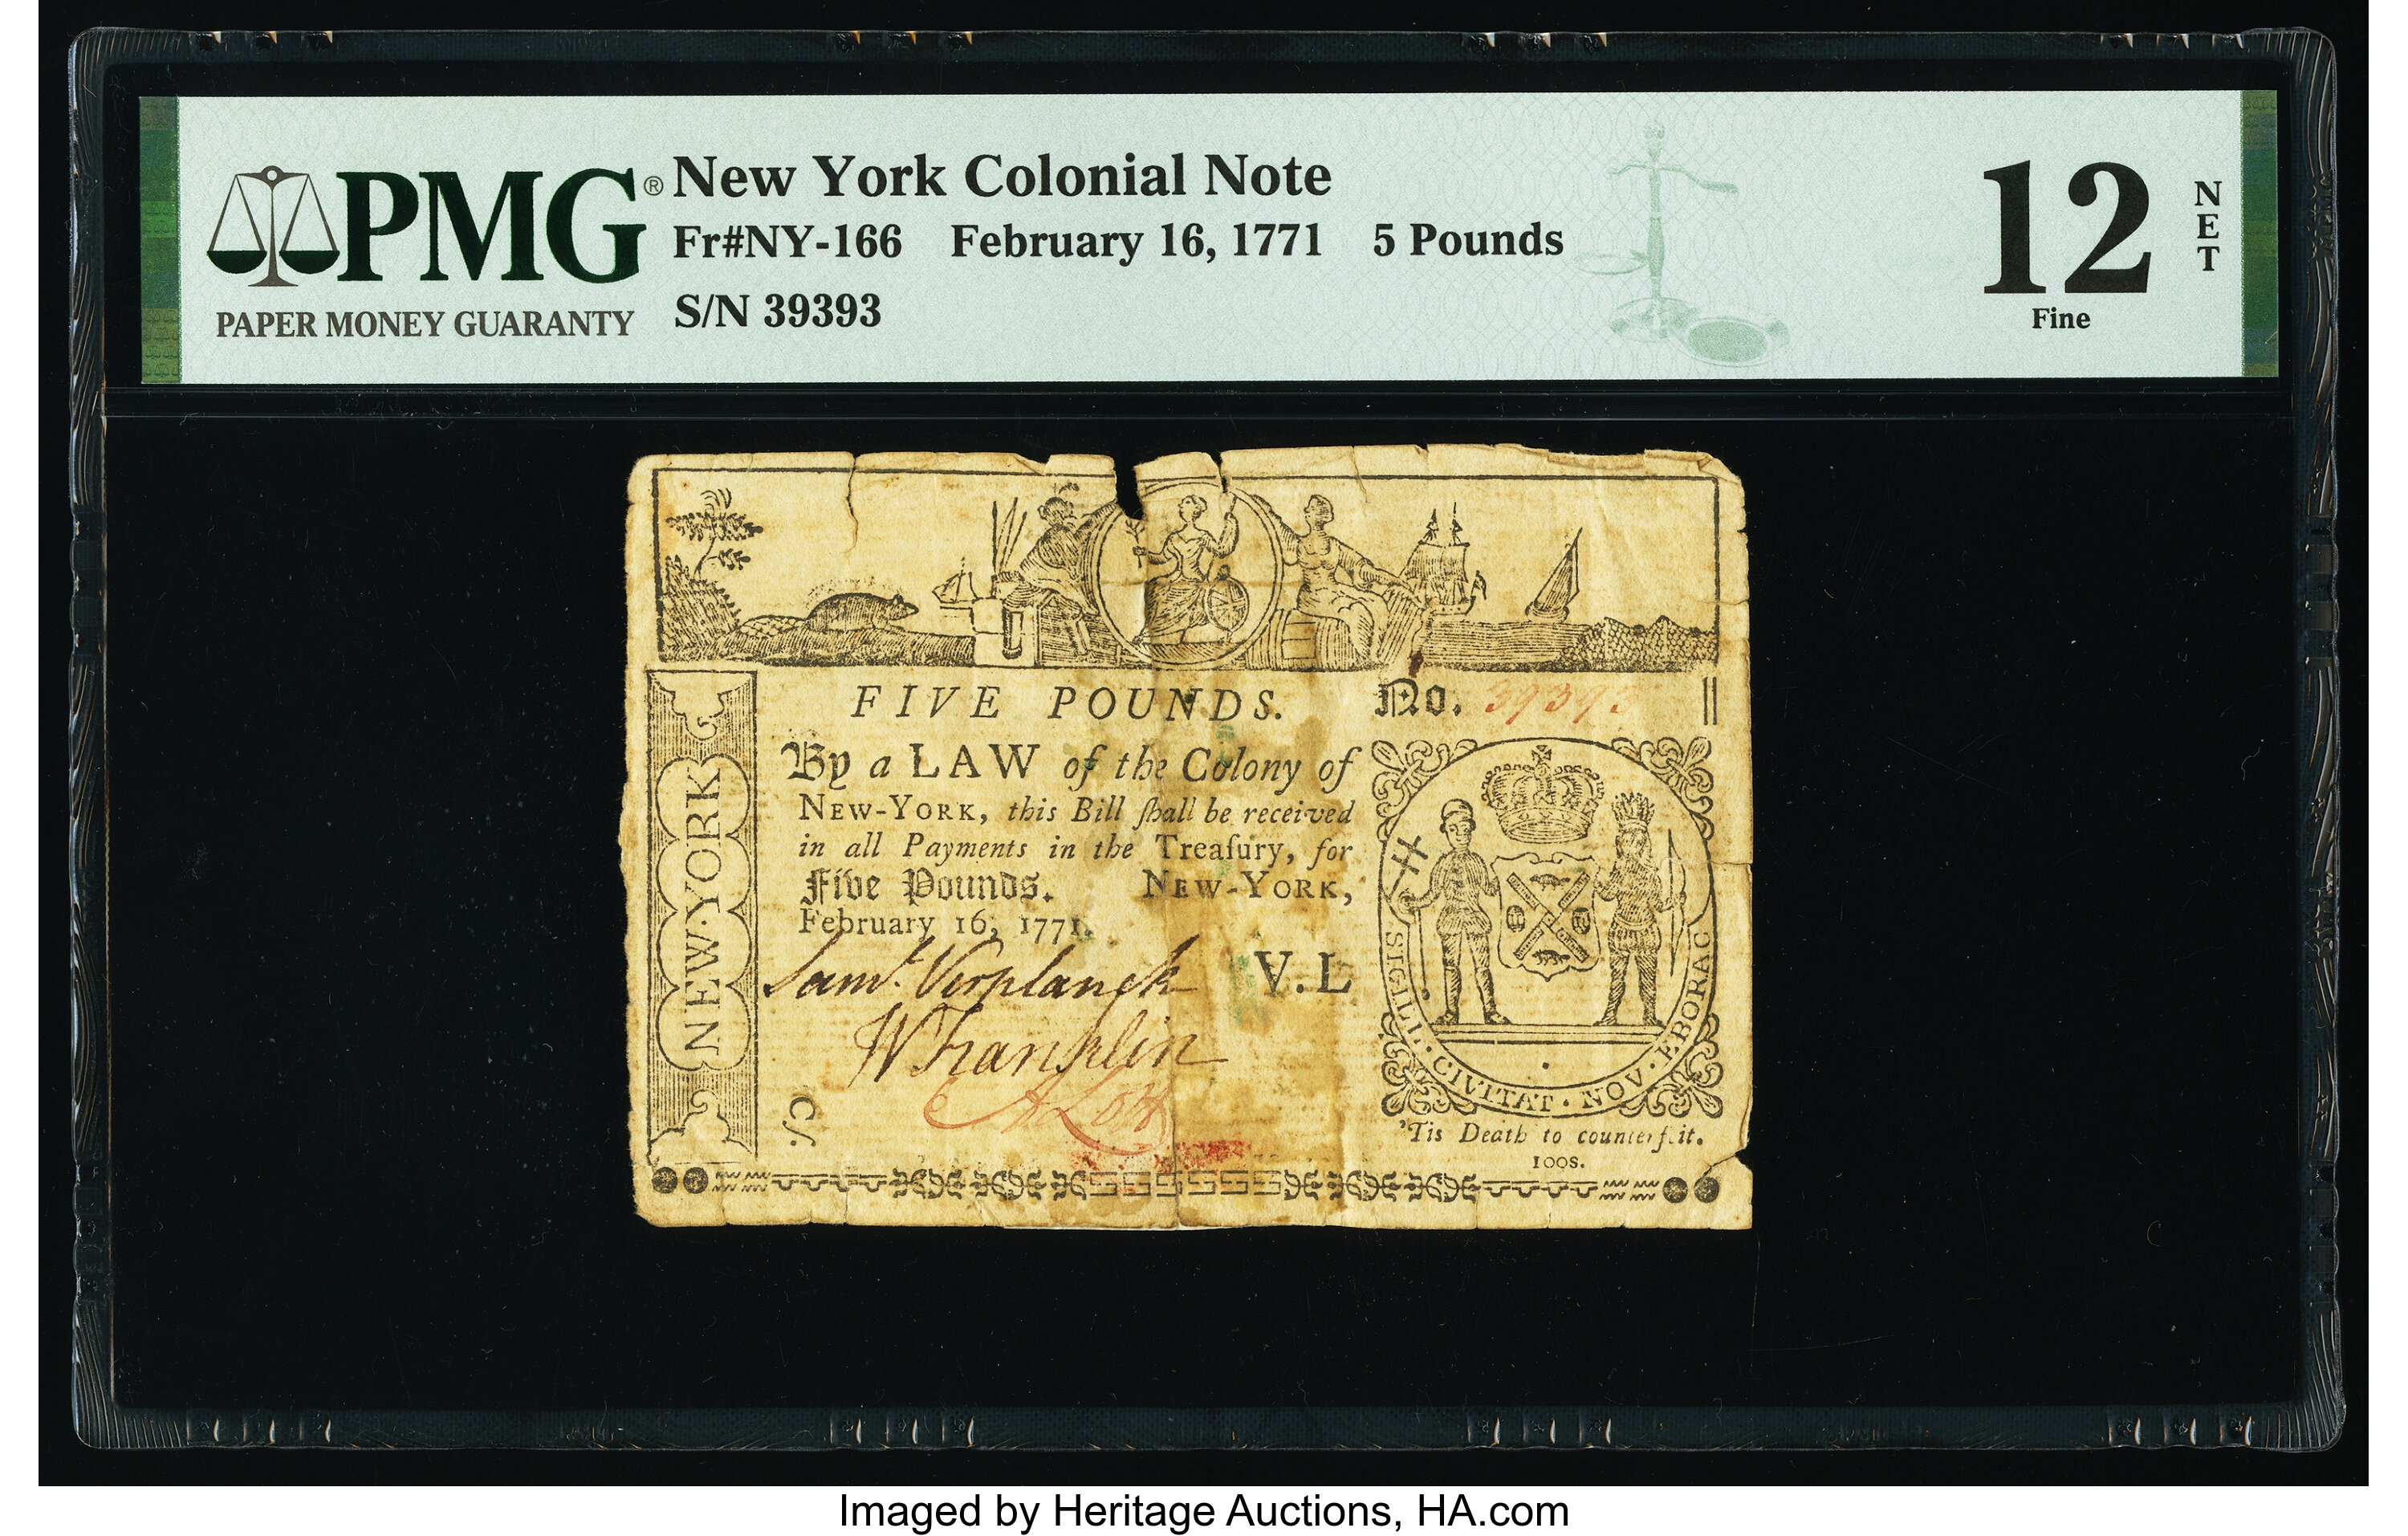 PMG®
PAPER MONEY GUARANTY
New York Colonial Note
Fr#NY-166 February 16, 1771 5 Pounds
S/N 39393
12
NET
Fine
FIVE POUNDS. No. 39393
NEW·YORK
By a LAW of the Colony of
NEW-YORK, this Bill ſhall be received
in all Payments in the Treaſury, for
Five Pounds. NEW-YORK,
February 16, 1771.
Saml. Verplanck V.L
W Franklin
A Lott
SIGILL · CIVITAT · NOV · EBORAC
'Tis Death to counterfeit.
100s.
Imaged by Heritage Auctions, HA.com